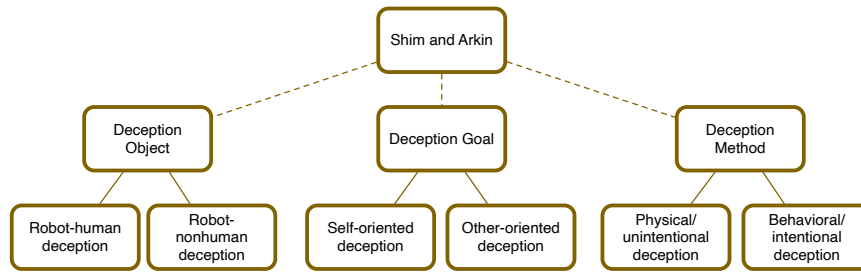 Shim and Arkin
Deception
Object
Deception Goal
Deception
Method
Robot-human
deception
Robot-
nonhuman
deception
Self-oriented
deception
Other-oriented
deception
Physical/
unintentional
deception
Behavioral/
intentional
deception